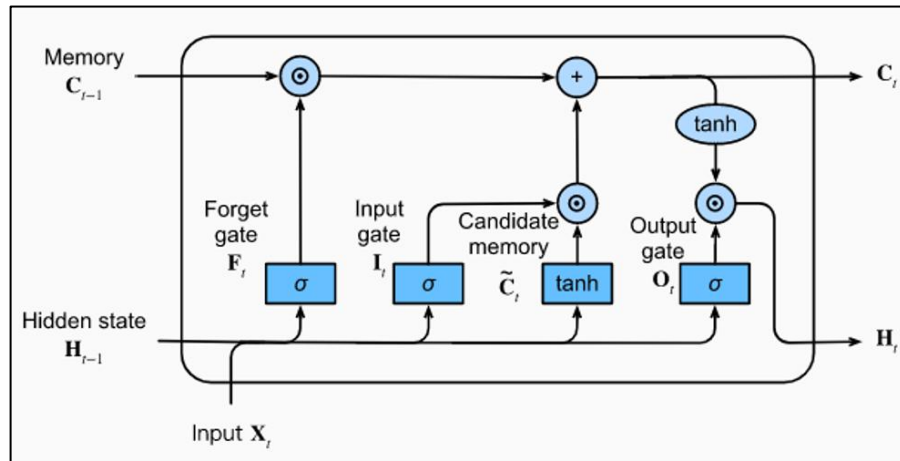 Memory
C_{t-1}
C_t
tanh
Forget
gate
F_t
Input
gate
I_t
Candidate
memory
C̃_t
Output
gate
O_t
σ
σ
tanh
σ
Hidden state
H_{t-1}
H_t
Input X_t
⊙
+
⊙
⊙